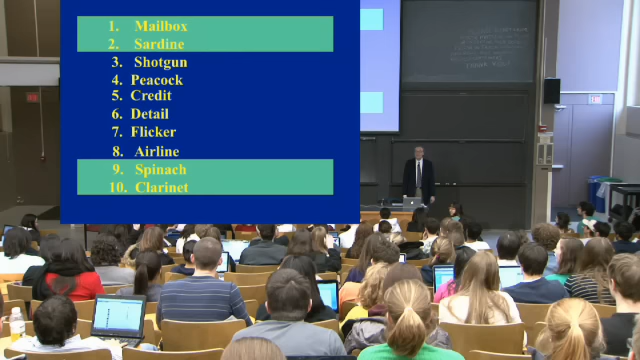 1. Mailbox
2. Sardine
3. Shotgun
4. Peacock
5. Credit
6. Detail
7. Flicker
8. Airline
9. Spinach
10. Clarinet